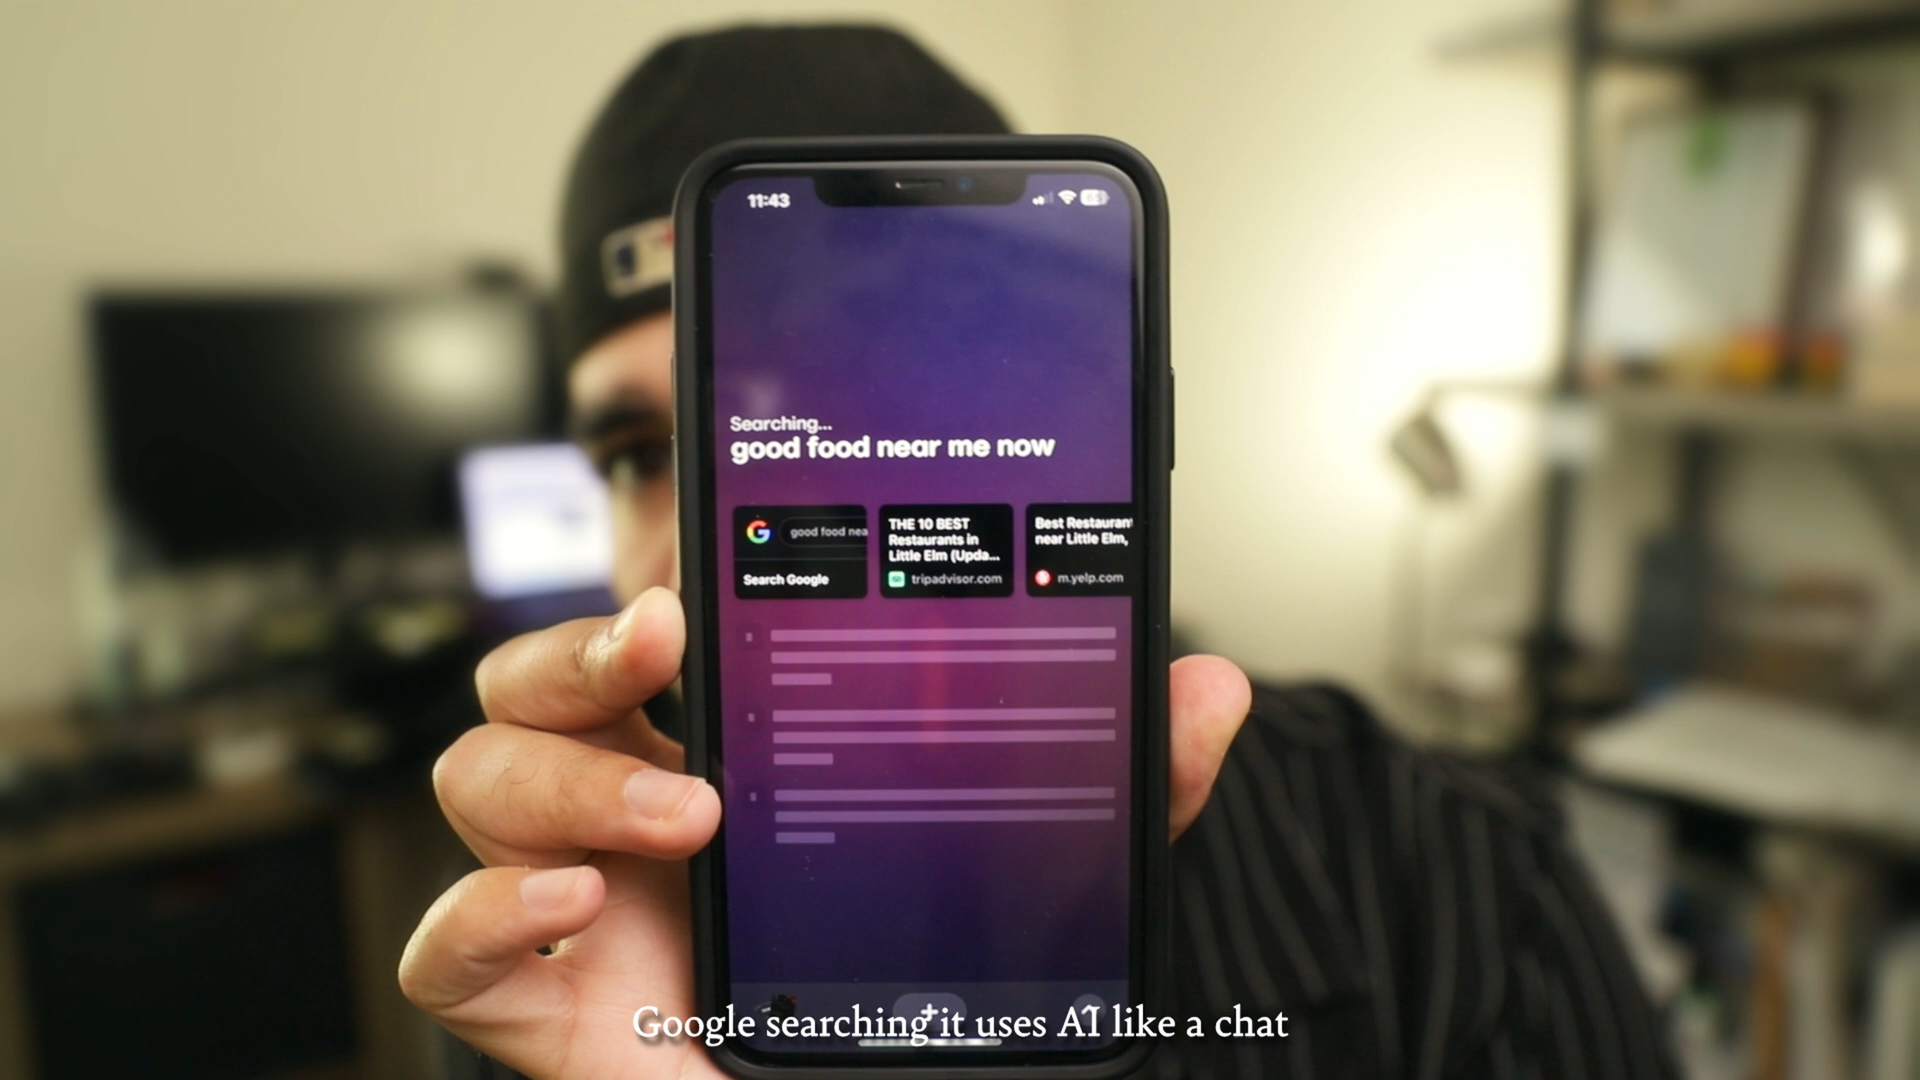 11:43
Searching...
good food near me now
good food nea
Search Google
THE 10 BEST
Restaurants in
Little Elm (Upda...
tripadvisor.com
Best Restauran
near Little Elm,
m.yelp.com
Google searching it uses AI like a chat